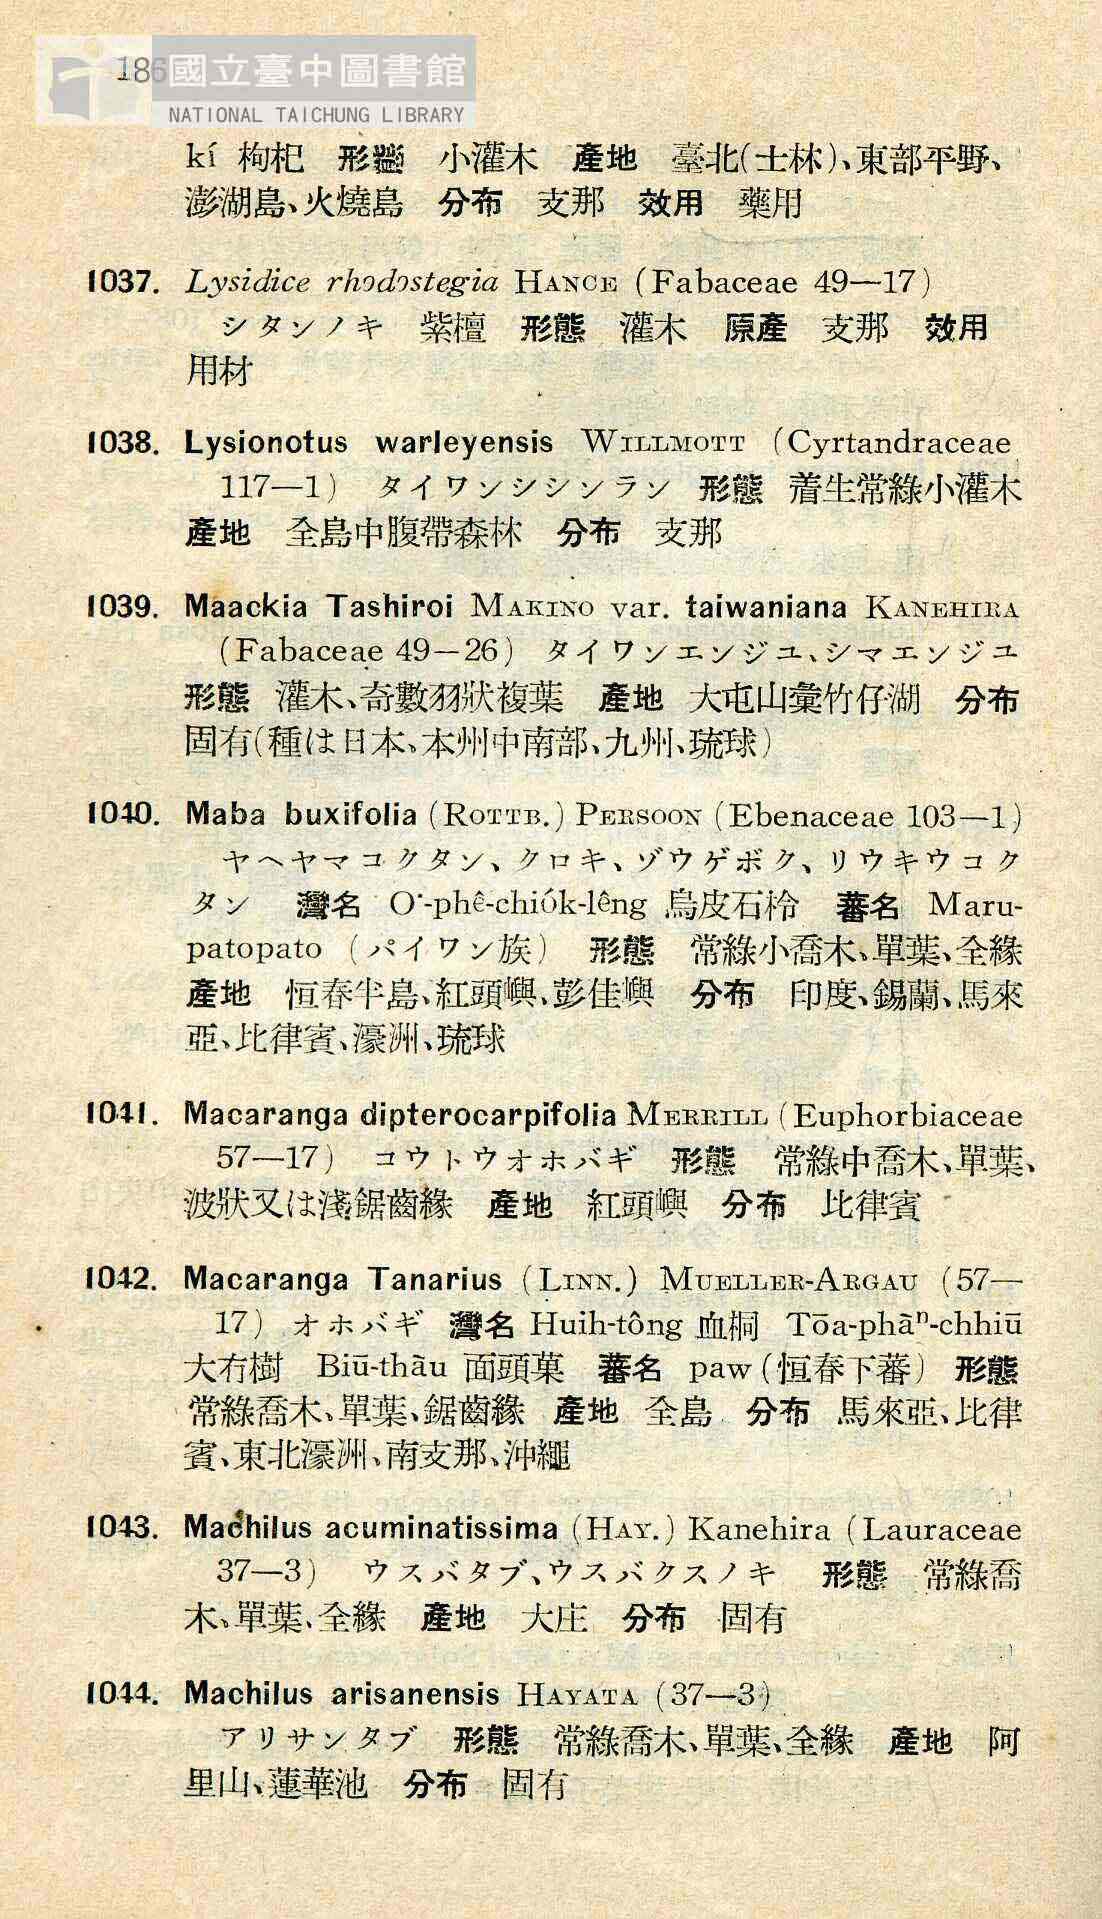 186
國立臺中圖書館
NATIONAL TAICHUNG LIBRARY
kí 枸杞 形態 小灌木 產地 臺北(士林)、東部平野、
澎湖島、火燒島 分布 支那 效用 藥用
1037. Lysidice rhodostegia HANCE (Fabaceae 49—17)
シタンノキ 紫檀 形態 灌木 原產 支那 效用
用材
1038. Lysionotus warleyensis WILLMOTT (Cyrtandraceae
117—1) タイワンシシンラン 形態 着生常綠小灌木
產地 全島中腹帶森林 分布 支那
1039. Maackia Tashiroi MAKINO var. taiwaniana KANEHIRA
(Fabaceae 49—26) タイワンエンジユ、シマエンジユ
形態 灌木、奇數羽狀複葉 產地 大屯山彙竹仔湖 分布
固有(種は日本、本州中南部、九州、琉球)
1040. Maba buxifolia (ROTTB.) PERSOON (Ebenaceae 103—1)
ヤヘヤマコクタン、クロキ、ゾウゲボク、リウキウコク
タン 灣名 O͘-phê-chiók-lêng 烏皮石柃 蕃名 Maru-
patopato (パイワン族) 形態 常綠小喬木、單葉、全緣
產地 恒春半島、紅頭嶼、彭佳嶼 分布 印度、錫蘭、馬來
亞、比律賓、濠洲、琉球
1041. Macaranga dipterocarpifolia MERRILL (Euphorbiaceae
57—17) コウトウオホバギ 形態 常綠中喬木、單葉、
波狀又は淺鋸齒緣 產地 紅頭嶼 分布 比律賓
1042. Macaranga Tanarius (LINN.) MUELLER-ARGAU (57—
17) オホバギ 灣名 Huih-tông 血桐 Tōa-phàⁿ-chhiū
大冇樹 Biū-thâu 面頭菓 蕃名 paw (恒春下蕃) 形態
常綠喬木、單葉、鋸齒緣 產地 全島 分布 馬來亞、比律
賓、東北濠洲、南支那、沖繩
1043. Machilus acuminatissima (HAY.) Kanehira (Lauraceae
37—3) ウスバタブ、ウスバクスノキ 形態 常綠喬
木、單葉、全緣 產地 大庄 分布 固有
1044. Machilus arisanensis HAYATA (37—3)
アリサンタブ 形態 常綠喬木、單葉、全緣 產地 阿
里山、蓮華池 分布 固有